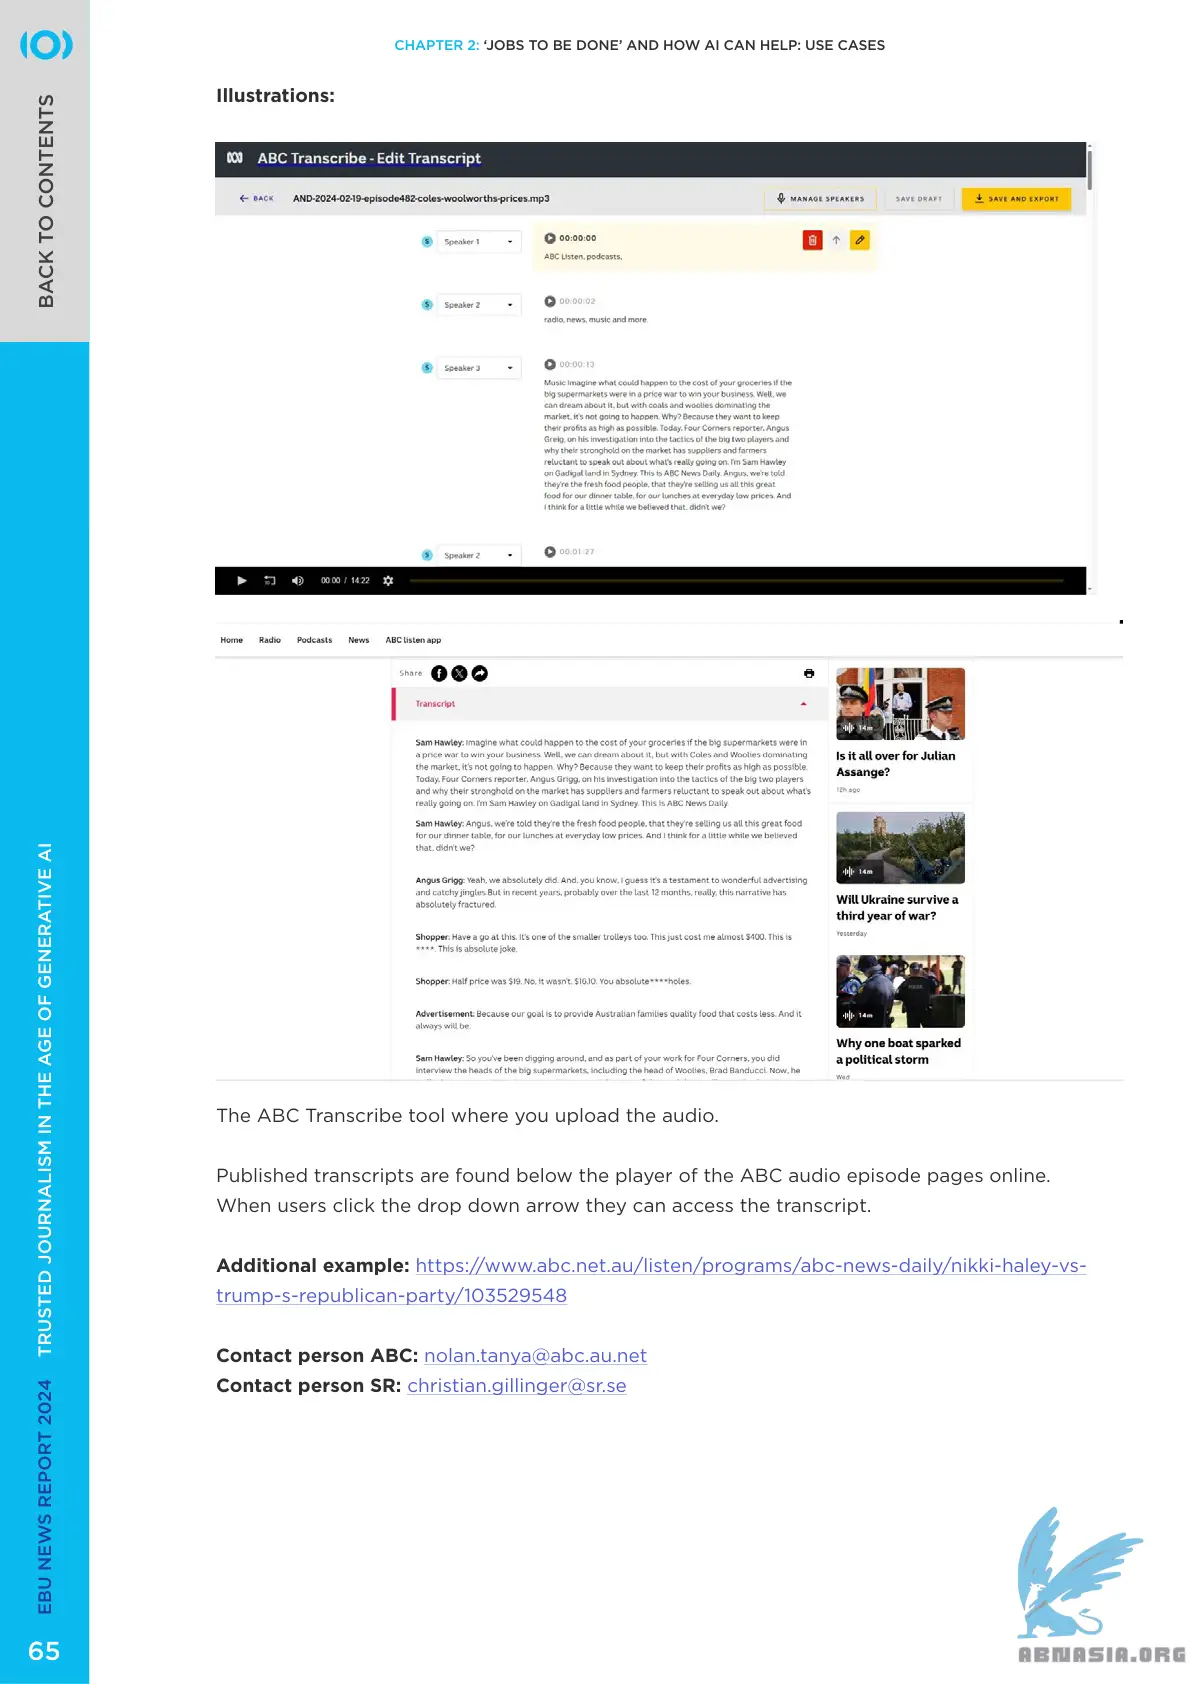 CHAPTER 2: ‘JOBS TO BE DONE’ AND HOW AI CAN HELP: USE CASES
BACK TO CONTENTS
Illustrations:
ABC Transcribe - Edit Transcript
BACK
AND-2024-02-19-episode482-coles-woolworths-prices.mp3
MANAGE SPEAKERS
SAVE DRAFT
SAVE AND EXPORT
S
Speaker 1
00:00:00
ABC Listen, podcasts,
S
Speaker 2
00:00:02
radio, news, music and more.
S
Speaker 3
00:00:13
Music Imagine what could happen to the cost of your groceries if the
big supermarkets were in a price war to win your business. Well, we
can dream about it, but with coals and woolies dominating the
market, it's not going to happen. Why? Because they want to keep
their profits as high as possible. Today, Four Corners reporter, Angus
Greig, on his investigation into the tactics of the big two players and
why their stronghold on the market has suppliers and farmers
reluctant to speak out about what's really going on. I'm Sam Hawley
on Gadigal land in Sydney. This is ABC News Daily. Angus, we're told
they're the fresh food people, that they're selling us all this great
food for our dinner table, for our lunches at everyday low prices. And
I think for a little while we believed that, didn't we?
S
Speaker 2
00:01:27
00:00 / 14:22
Home Radio Podcasts News ABC listen app
Share
Transcript
Sam Hawley: Imagine what could happen to the cost of your groceries if the big supermarkets were in
a price war to win your business. Well, we can dream about it, but with Coles and Woolies dominating
the market, it's not going to happen. Why? Because they want to keep their profits as high as possible.
Today, Four Corners reporter, Angus Grigg, on his investigation into the tactics of the big two players
and why their stronghold on the market has suppliers and farmers reluctant to speak out about what's
really going on. I'm Sam Hawley on Gadigal land in Sydney. This is ABC News Daily.
Sam Hawley: Angus, we're told they're the fresh food people, that they're selling us all this great food
for our dinner table, for our lunches at everyday low prices. And I think for a little while we believed
that, didn't we?
Angus Grigg: Yeah, we absolutely did. And, you know, I guess it's a testament to wonderful advertising
and catchy jingles But in recent years, probably over the last 12 months, really, this narrative has
absolutely fractured.
Shopper: Have a go at this. It's one of the smaller trolleys too. This just cost me almost $400. This is
****. This is absolute joke.
Shopper: Half price was $19. No, it wasn't. $16.10. You absolute****holes.
Advertisement: Because our goal is to provide Australian families quality food that costs less. And it
always will be.
Sam Hawley: So you've been digging around, and as part of your work for Four Corners, you did
interview the heads of the big supermarkets, including the head of Woolies, Brad Banducci. Now, he
14m
Is it all over for Julian
Assange?
12h ago
14m
Will Ukraine survive a
third year of war?
Yesterday
POLICE
14m
Why one boat sparked
a political storm
Wed
The ABC Transcribe tool where you upload the audio.
Published transcripts are found below the player of the ABC audio episode pages online.
When users click the drop down arrow they can access the transcript.
Additional example: https://www.abc.net.au/listen/programs/abc-news-daily/nikki-haley-vs-
trump-s-republican-party/103529548
Contact person ABC: nolan.tanya@abc.au.net
Contact person SR: christian.gillinger@sr.se
EBU NEWS REPORT 2024 TRUSTED JOURNALISM IN THE AGE OF GENERATIVE AI
65
ABNASIA.ORG